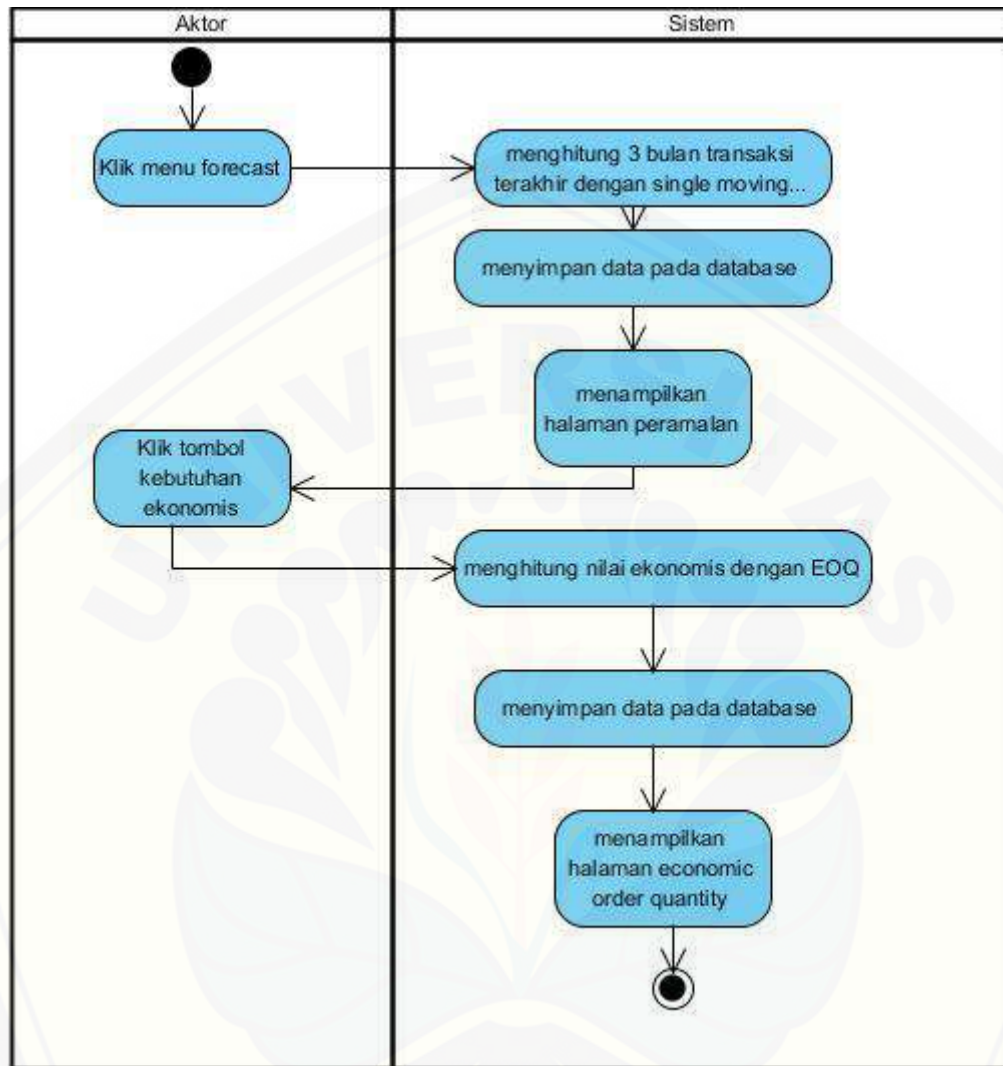 Aktor
Sistem
Klik menu forecast
menghitung 3 bulan transaksi
terakhir dengan single moving...
menyimpan data pada database
menampilkan
halaman peramalan
Klik tombol
kebutuhan
ekonomis
menghitung nilai ekonomis dengan EOQ
menyimpan data pada database
menampilkan
halaman economic
order quantity
UNIVERSITAS